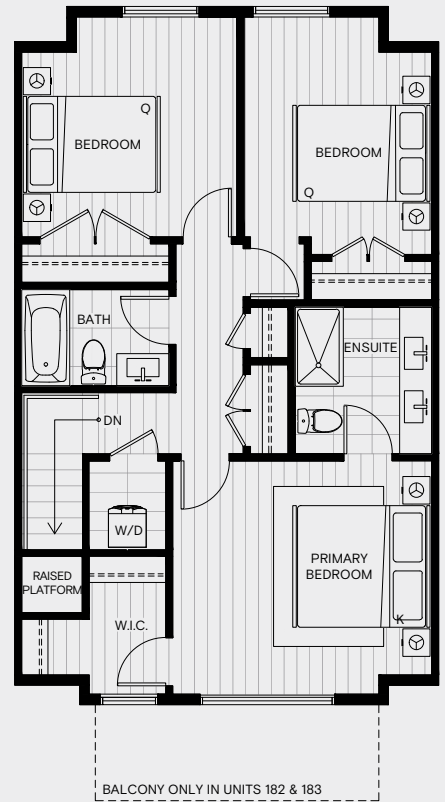 Q
BEDROOM
BEDROOM
Q
BATH
ENSUITE
DN
W/D
PRIMARY
BEDROOM
RAISED
PLATFORM
W.I.C.
K
BALCONY ONLY IN UNITS 182 & 183